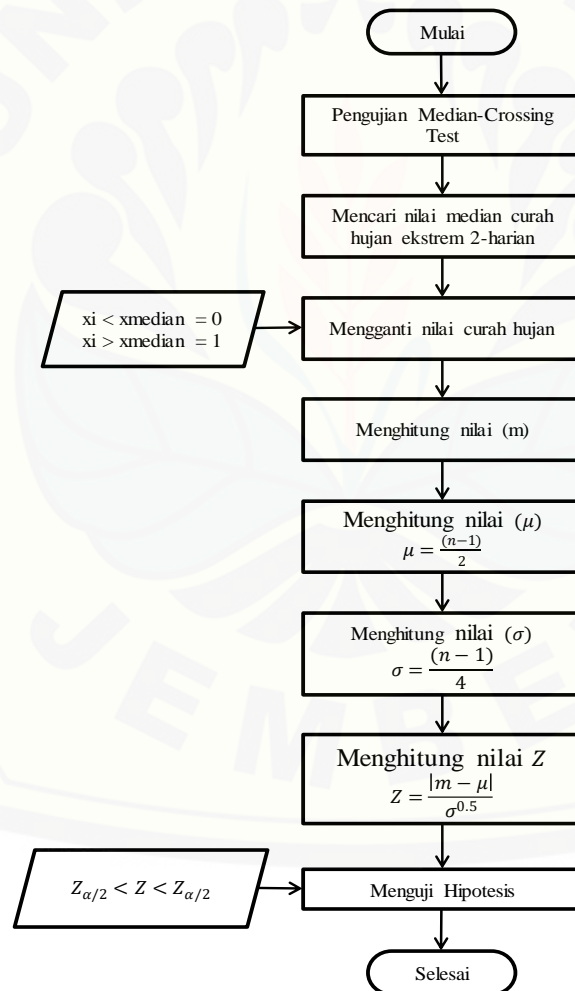 Mulai
Pengujian Median-Crossing
Test
Mencari nilai median curah
hujan ekstrem 2-harian
xi < xmedian = 0
xi > xmedian = 1
Mengganti nilai curah hujan
Menghitung nilai (m)
Menghitung nilai (μ)
μ = (n−1)/2
Menghitung nilai (σ)
σ = (n − 1)/4
Menghitung nilai Z
Z = |m − μ|/σ^0.5
Z_α/2 < Z < Z_α/2
Menguji Hipotesis
Selesai
JEMBE